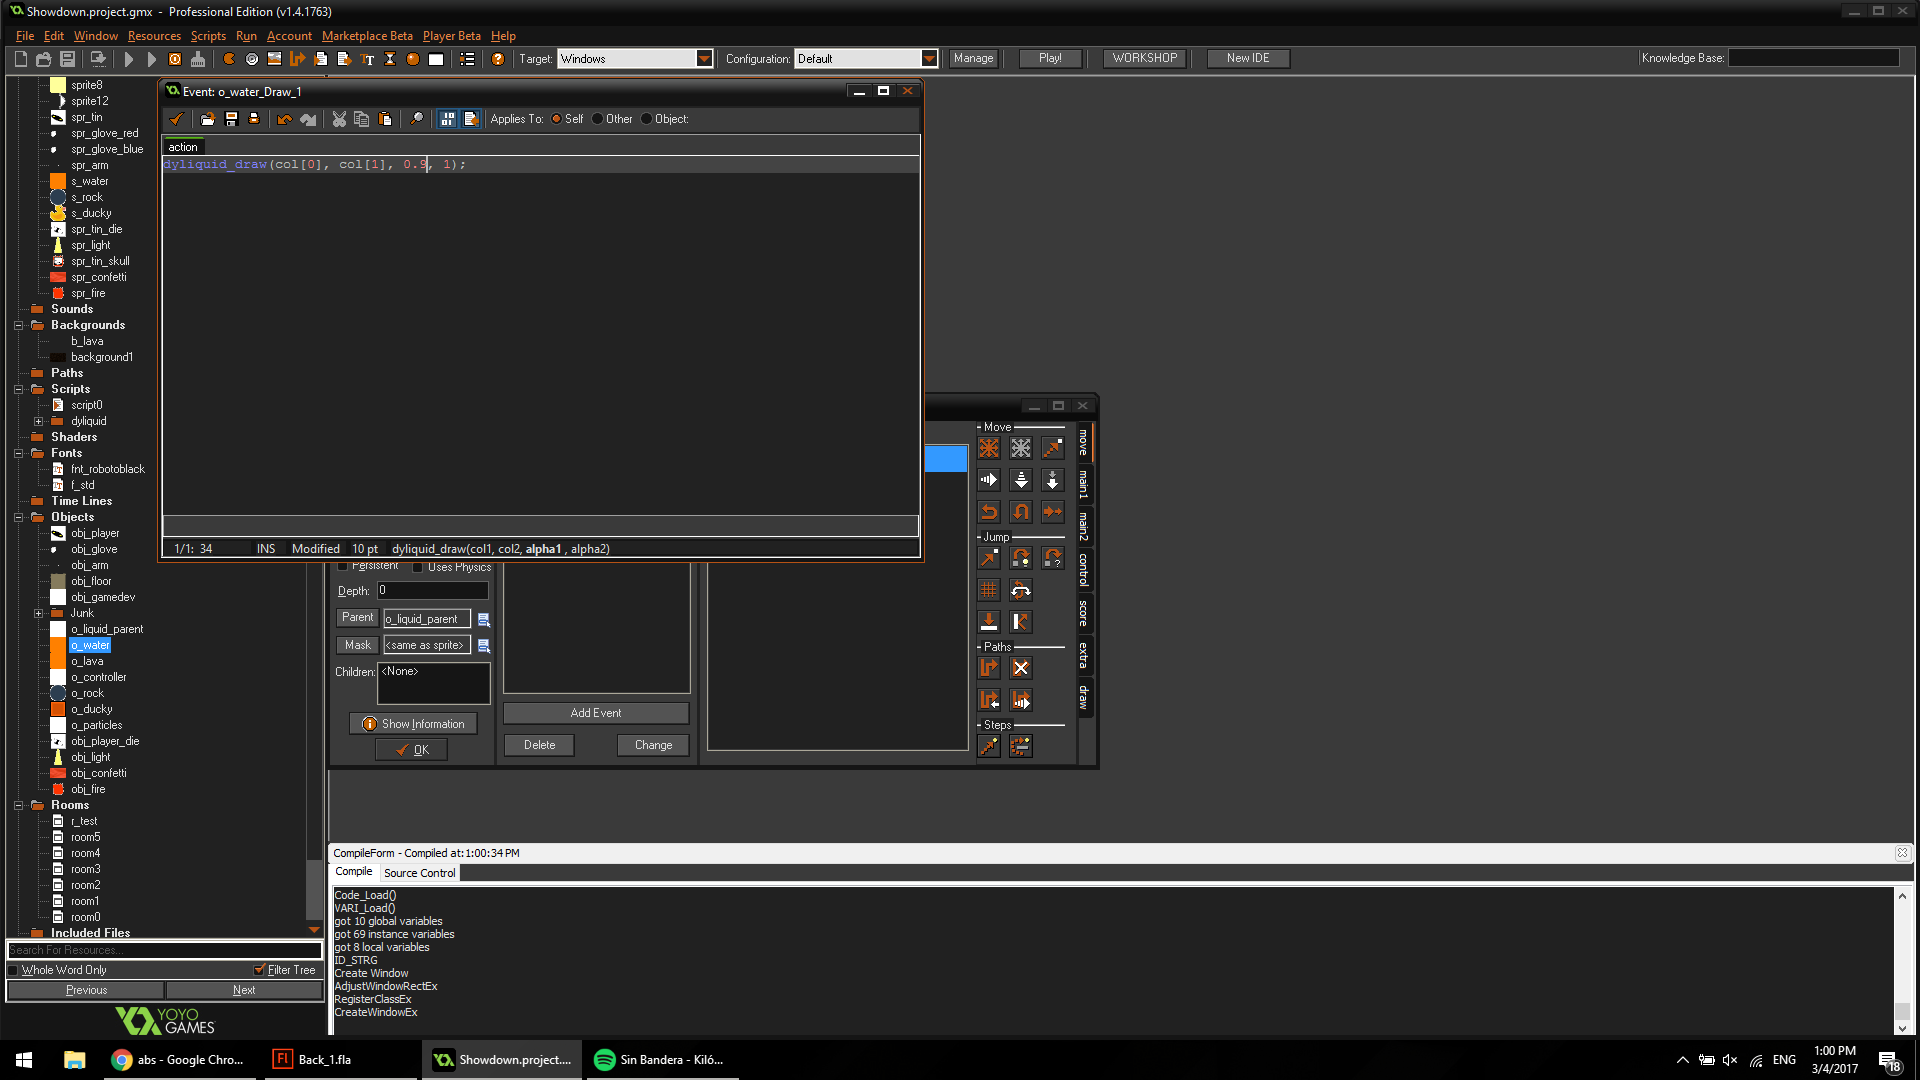 Showdown.project.gmx - Professional Edition (v1.4.1763)
File Edit Window Resources Scripts Run Account Marketplace Beta Player Beta Help
Target: Windows Configuration: Default Manage Play! WORKSHOP New IDE Knowledge Base:
sprite8
sprite12
spr_tin
spr_glove_red
spr_glove_blue
spr_arm
s_water
s_rock
s_ducky
spr_tin_die
spr_light
spr_tin_skull
spr_confetti
spr_fire
Sounds
Backgrounds
b_lava
background1
Paths
Scripts
script0
dyliquid
Shaders
Fonts
fnt_robotoblack
f_std
Time Lines
Objects
obj_player
obj_glove
obj_arm
obj_floor
obj_gamedev
Junk
o_liquid_parent
o_water
o_lava
o_controller
o_rock
o_ducky
o_particles
obj_player_die
obj_light
obj_confetti
obj_fire
Rooms
r_test
room5
room4
room3
room2
room1
room0
Included Files
Search For Resources...
Whole Word Only Filter Tree
Previous Next
YOYO
GAMES
Event: o_water_Draw_1
Applies To: Self Other Object:
action
dyliquid_draw(col[0], col[1], 0.9, 1);
1/1: 34 INS Modified 10 pt dyliquid_draw(col1, col2, alpha1 , alpha2)
Persistent Uses Physics
Depth: 0
Parent o_liquid_parent
Mask <same as sprite>
Children: <None>
Show Information
OK
Add Event
Delete Change
Move
Jump
Paths
Steps
move
main1
main2
control
score
extra
draw
CompileForm - Compiled at:1:00:34 PM
Compile Source Control
Code_Load()
VARI_Load()
got 10 global variables
got 69 instance variables
got 8 local variables
ID_STRG
Create Window
AdjustWindowRectEx
RegisterClassEx
CreateWindowEx
abs - Google Chro...
Fl Back_1.fla
Showdown.project....
Sin Bandera - Kiló...
ENG
1:00 PM
3/4/2017
18